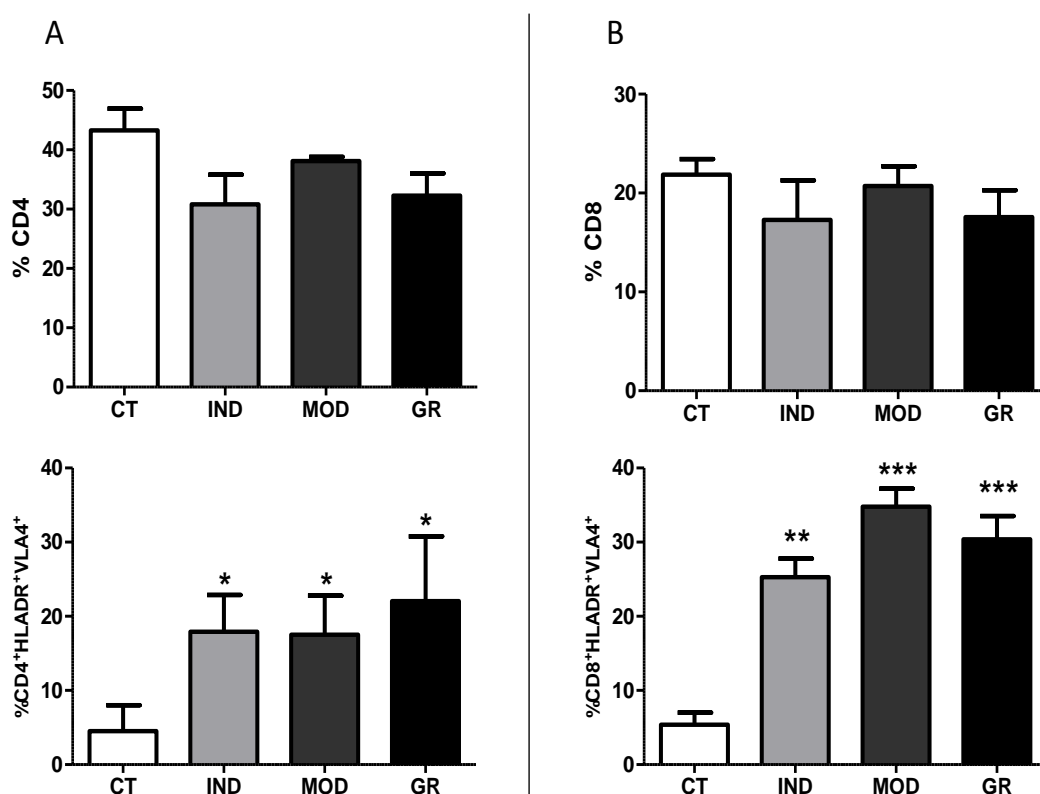 A
B
% CD4
50
40
30
20
10
0
CT IND MOD GR
% CD8
30
20
10
0
CT IND MOD GR
%CD4⁺HLADR⁺VLA4⁺
40
30
20
10
0
* * *
CT IND MOD GR
%CD8⁺HLADR⁺VLA4⁺
40
30
20
10
0
** *** ***
CT IND MOD GR